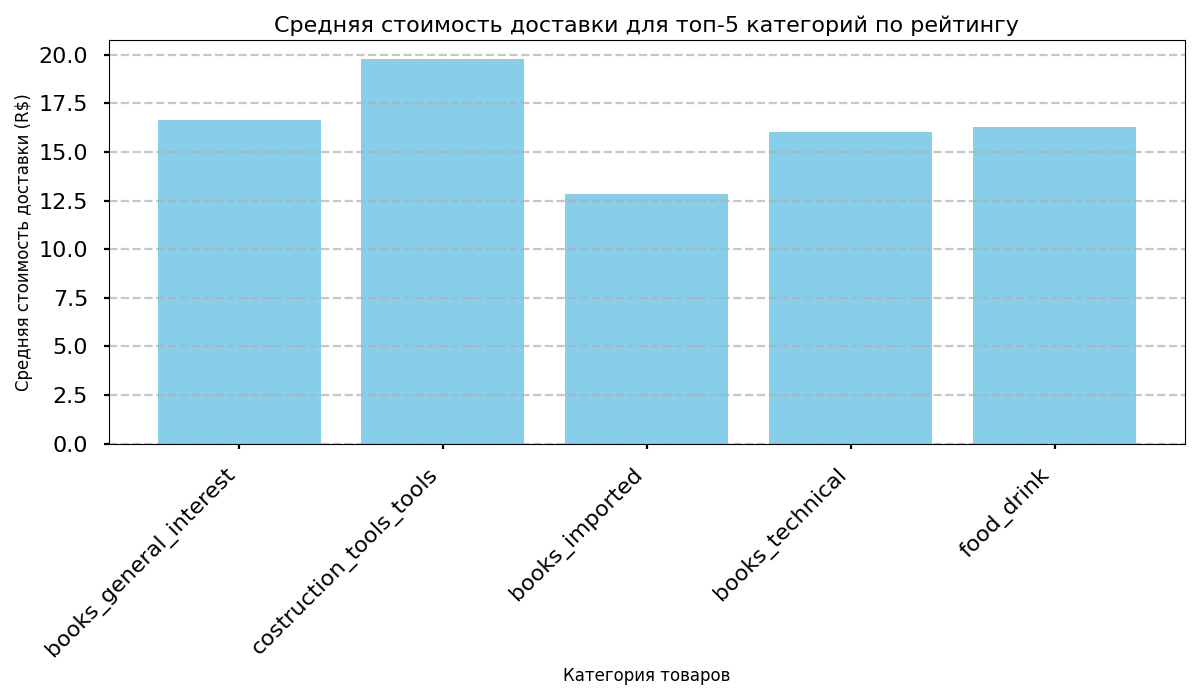 Средняя стоимость доставки для топ-5 категорий по рейтингу
Средняя стоимость доставки (R$)
20.0
17.5
15.0
12.5
10.0
7.5
5.0
2.5
0.0
books_general_interest
costruction_tools_tools
books_imported
books_technical
food_drink
Категория товаров